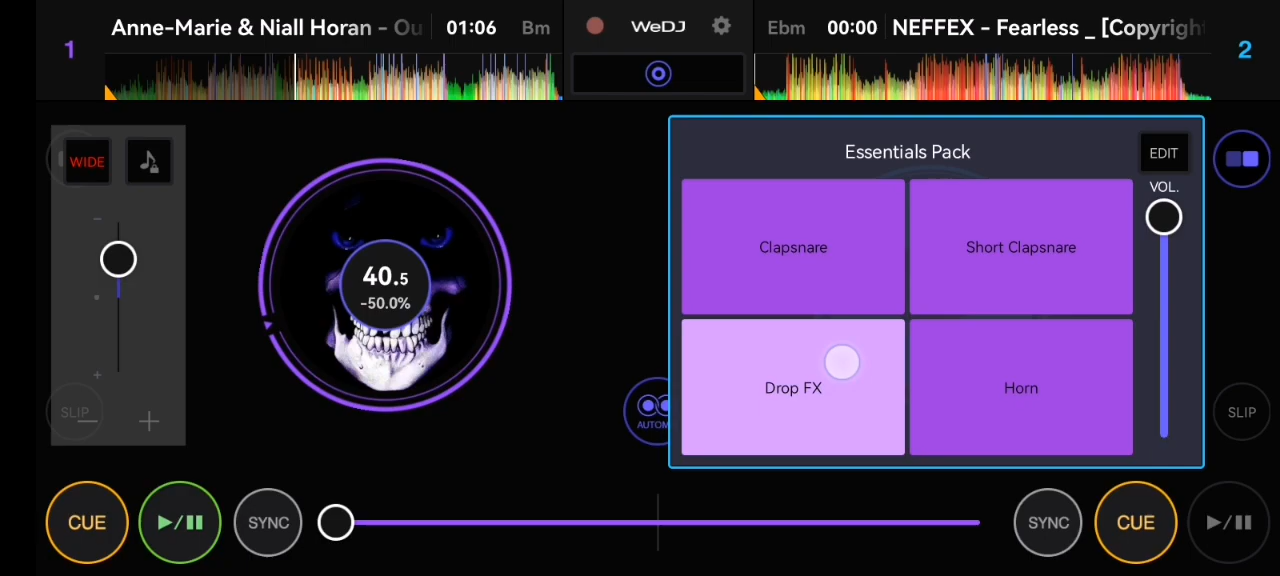 1
Anne-Marie & Niall Horan - Ou
01:06
Bm
WeDJ
Ebm
00:00
NEFFEX - Fearless _ [Copyrigh
2
WIDE
Essentials Pack
EDIT
VOL.
Clapsnare
Short Clapsnare
40.5
-50.0%
Drop FX
Horn
AUTOM
SLIP
SLIP
CUE
SYNC
SYNC
CUE